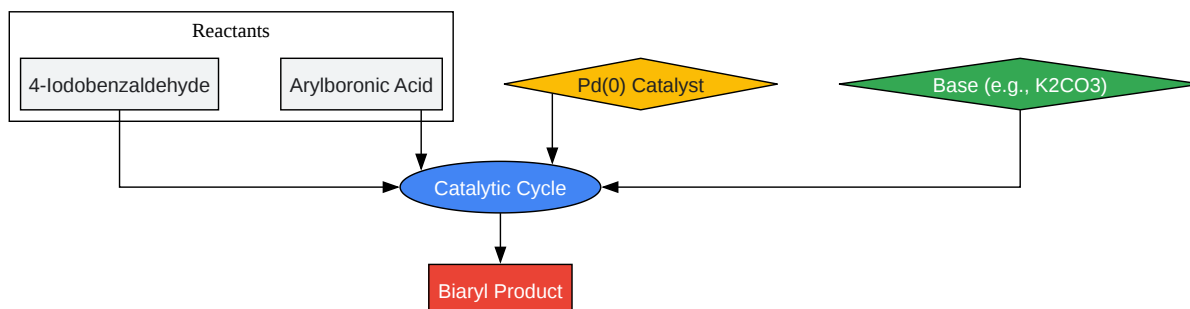 Reactants
4-Iodobenzaldehyde
Arylboronic Acid
Pd(0) Catalyst
Base (e.g., K2CO3)
Catalytic Cycle
Biaryl Product